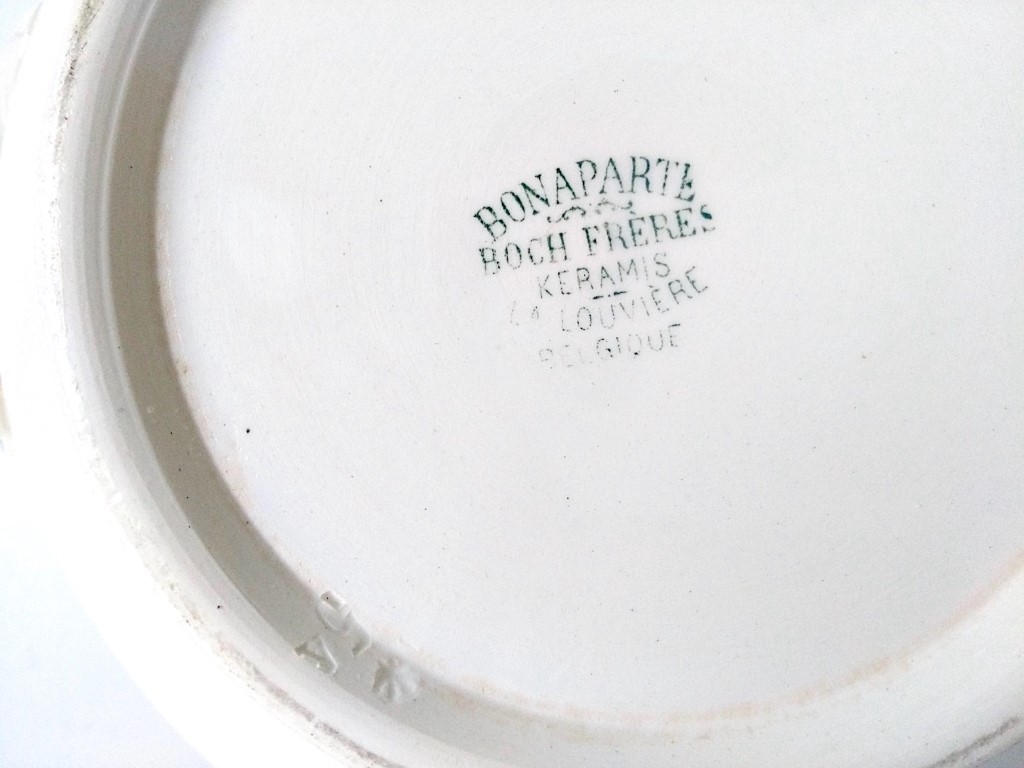 BONAPARTE
BOCH FRÈRES
KERAMIS
LA LOUVIÈRE
BELGIQUE